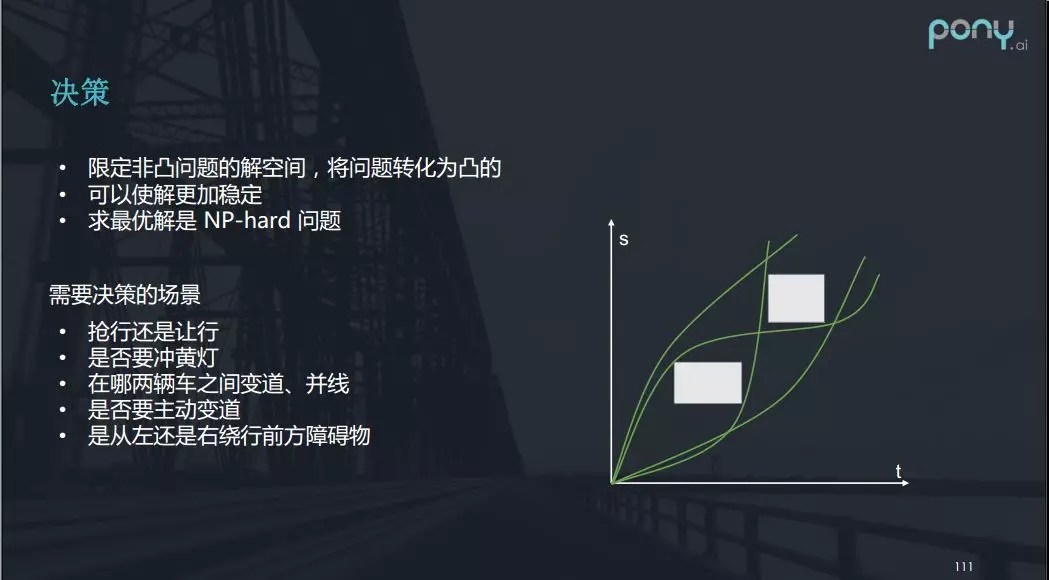 pony.ai
决策
• 限定非凸问题的解空间，将问题转化为凸的
• 可以使解更加稳定
• 求最优解是 NP-hard 问题
需要决策的场景
• 抢行还是让行
• 是否要冲黄灯
• 在哪两辆车之间变道、并线
• 是否要主动变道
• 是从左还是右绕行前方障碍物
s
t
111